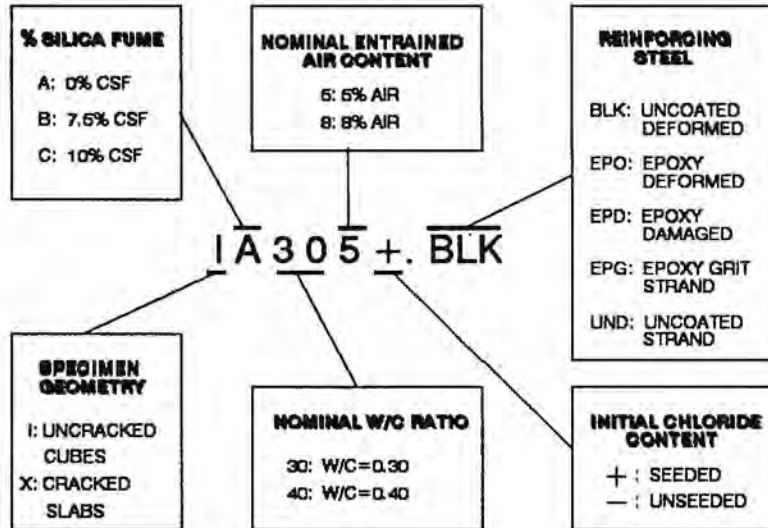 % SILICA FUME
A: 0% CSF
B: 7.5% CSF
C: 10% CSF
NOMINAL ENTRAINED
AIR CONTENT
5: 5% AIR
8: 8% AIR
REINFORCING
STEEL
BLK: UNCOATED
DEFORMED
EPO: EPOXY
DEFORMED
EPD: EPOXY
DAMAGED
EPG: EPOXY GRIT
STRAND
UND: UNCOATED
STRAND
I A 3 0 5 +. BLK
SPECIMEN
GEOMETRY
I: UNCRACKED
CUBES
X: CRACKED
SLABS
NOMINAL W/C RATIO
30: W/C=0.30
40: W/C=0.40
INITIAL CHLORIDE
CONTENT
+ : SEEDED
− : UNSEEDED